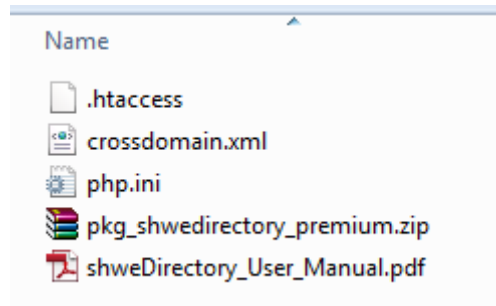 Name
.htaccess
crossdomain.xml
php.ini
pkg_shwedirectory_premium.zip
shweDirectory_User_Manual.pdf